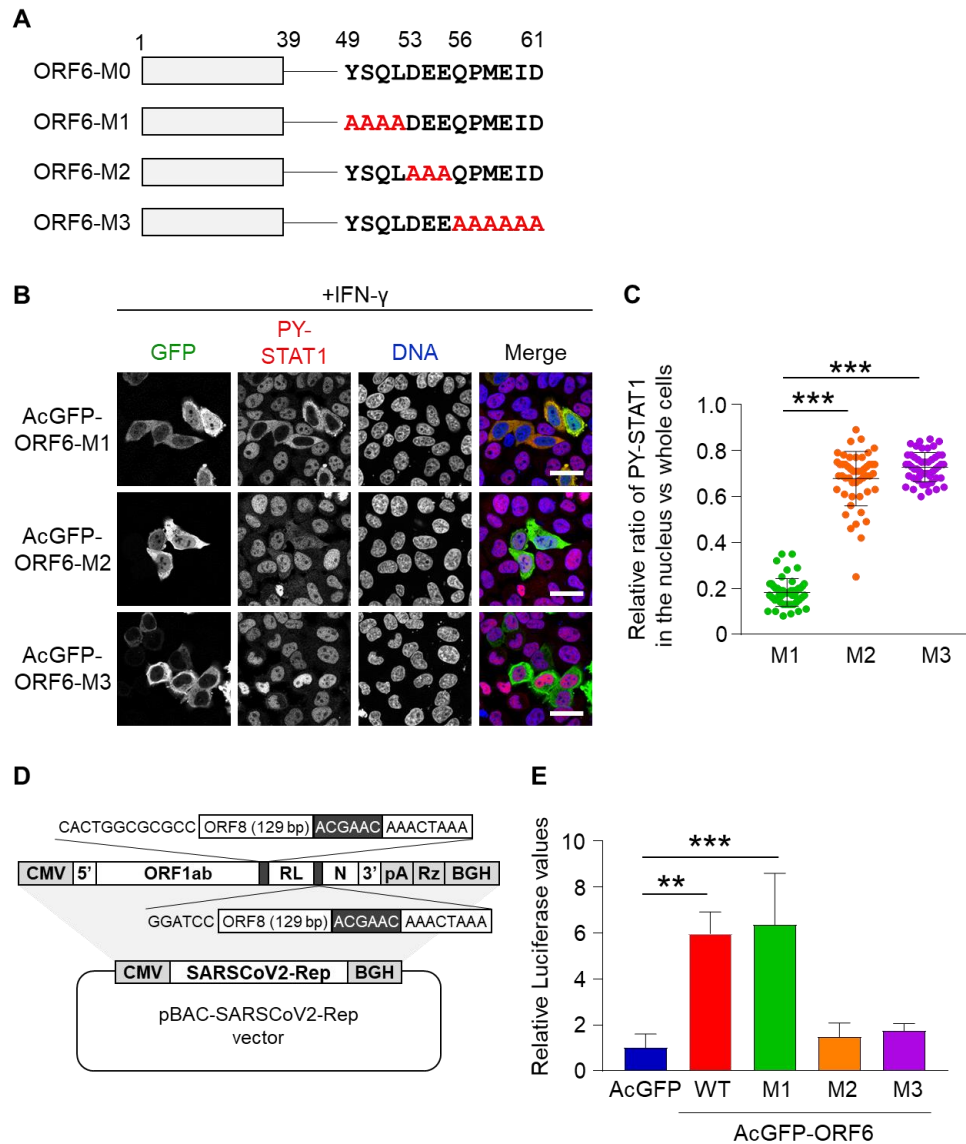 A
1 39 49 53 56 61
ORF6-M0 YSQLDEEQPMEID
ORF6-M1 AAAADEEQPMEID
ORF6-M2 YSQLAAAQPMEID
ORF6-M3 YSQLDEEAAAAAA
B
+IFN-γ
GFP PY-STAT1 DNA Merge
AcGFP-
ORF6-M1
AcGFP-
ORF6-M2
AcGFP-
ORF6-M3
C
Relative ratio of PY-STAT1
in the nucleus vs whole cells
***
***
1.0
0.8
0.6
0.4
0.2
0
M1 M2 M3
D
CACTGGCGCGCC ORF8 (129 bp) ACGAAC AAACTAAA
CMV 5' ORF1ab RL N 3' pA Rz BGH
GGATCC ORF8 (129 bp) ACGAAC AAACTAAA
CMV SARSCoV2-Rep BGH
pBAC-SARSCoV2-Rep
vector
E
Relative Luciferase values
***
**
10
8
6
4
2
0
AcGFP WT M1 M2 M3
AcGFP-ORF6